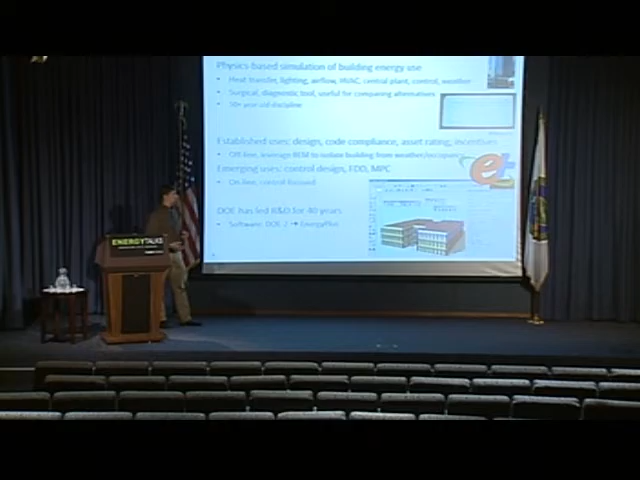 Physics-based simulation of building energy use
• Heat transfer, lighting, airflow, HVAC, central plant, control, weather
• Surgical, diagnostic tool, useful for comparing alternatives
• 50+ year old discipline
Established uses: design, code compliance, asset rating, incentives
• Off-line, leverage BEM to isolate building from weather/occupancy
Emerging uses: control design, FDD, MPC
• On-line, control-focused
DOE has led R&D for 40 years
• Software: DOE-2 → EnergyPlus
ENERGYTALKS